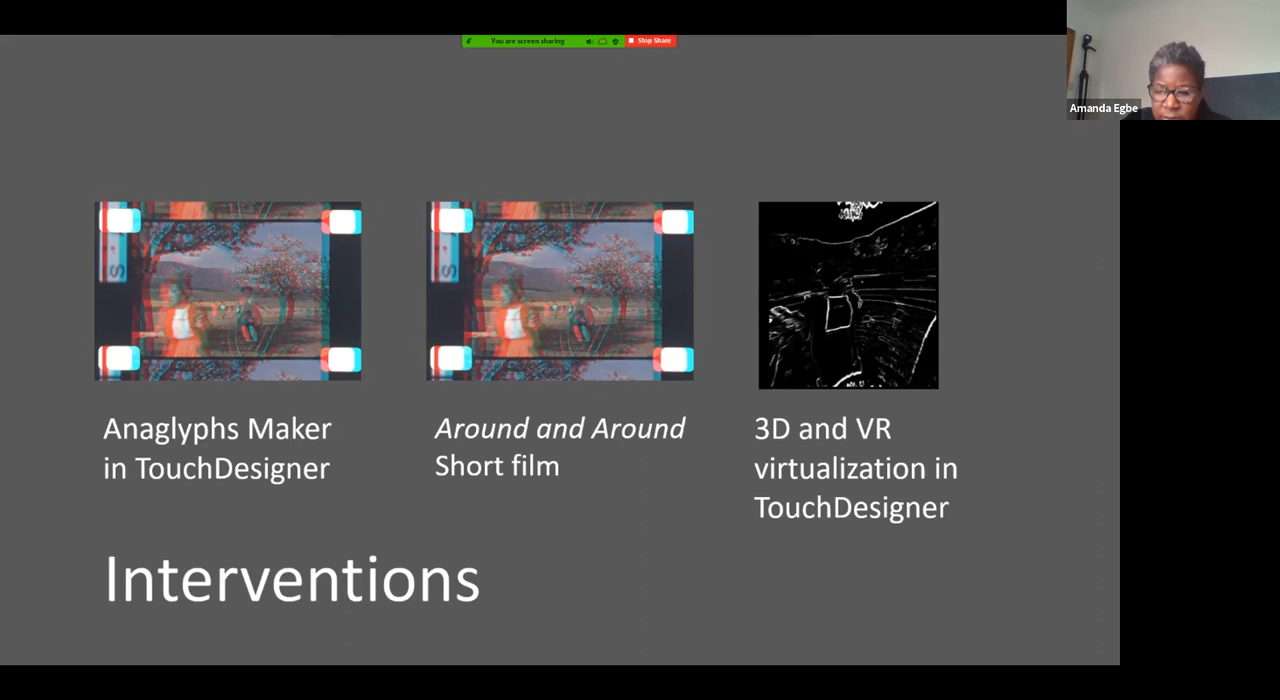 You are screen sharing
Stop Share
Amanda Egbe
S
S
Anaglyphs Maker
in TouchDesigner
Around and Around
Short film
3D and VR
virtualization in
TouchDesigner
Interventions